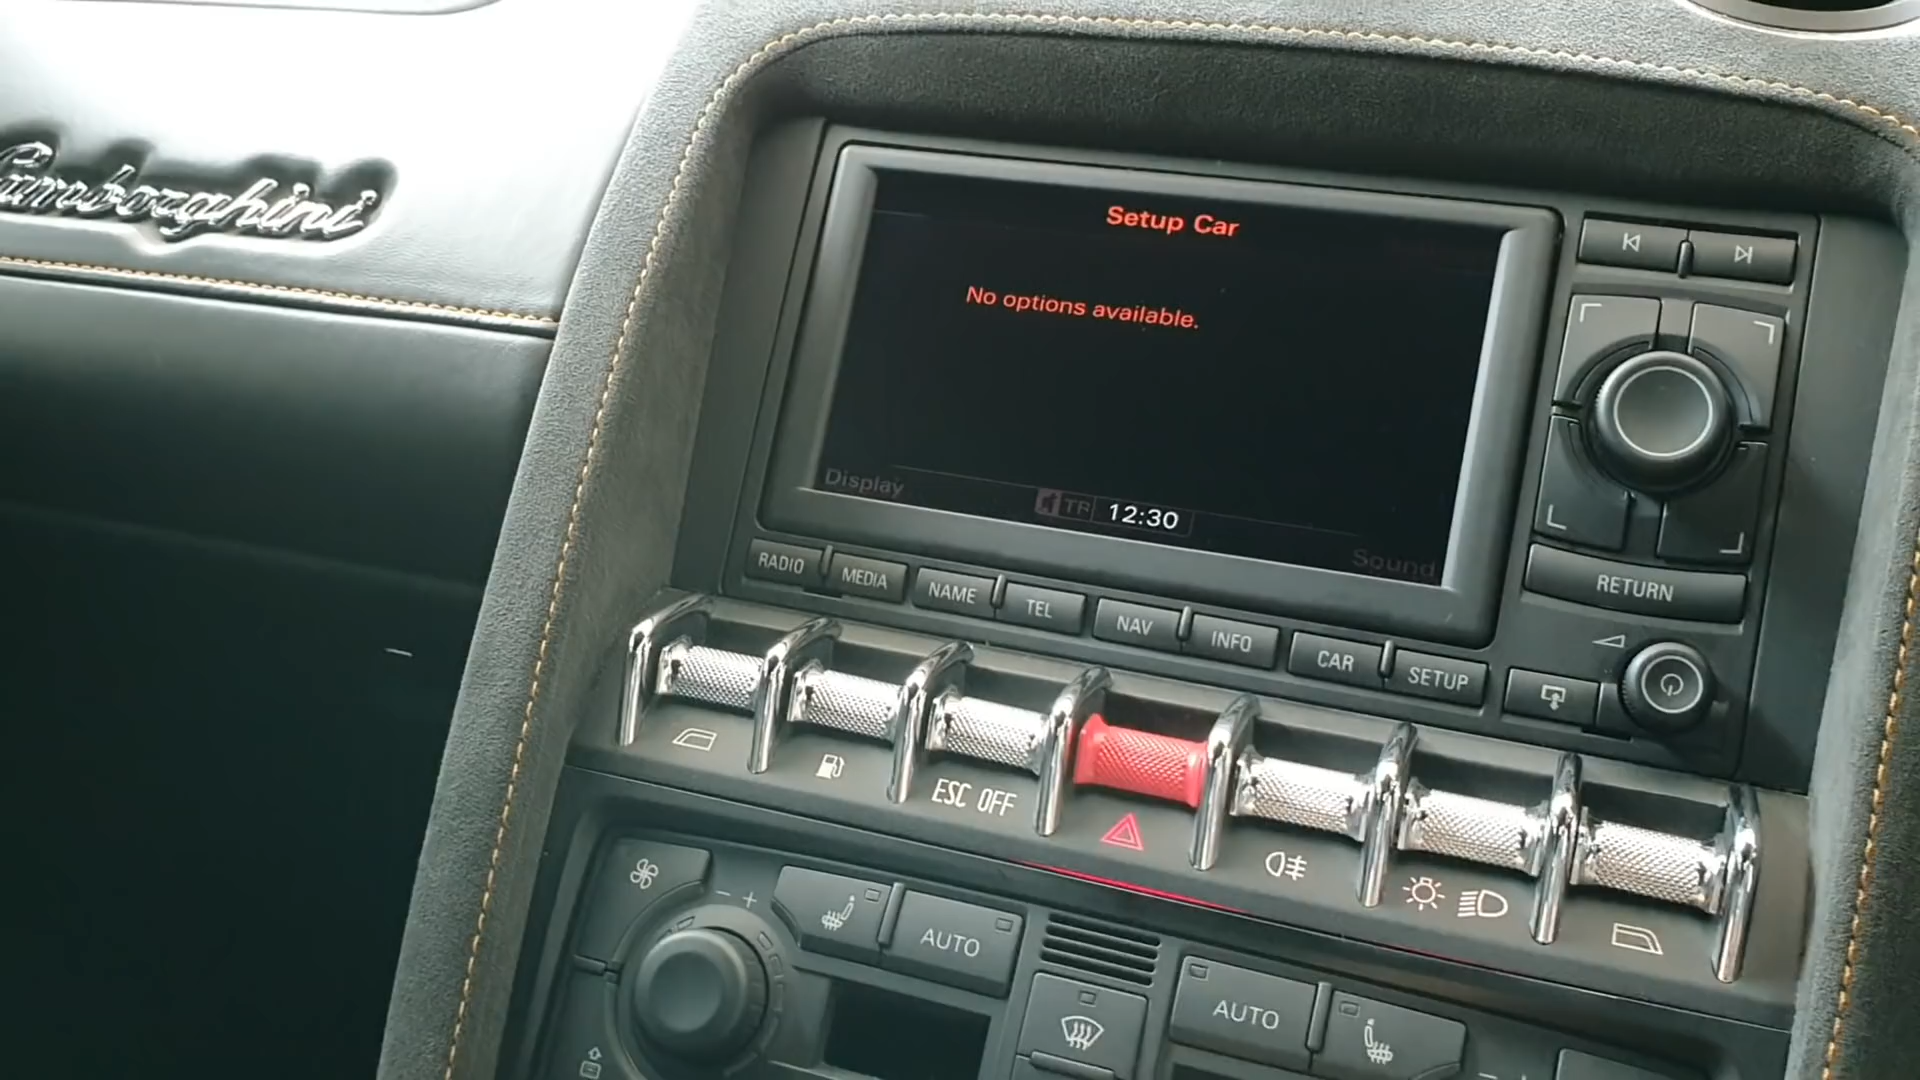 Lamborghini
Setup Car
No options available.
Display
TP
12:30
Sound
RADIO
MEDIA
NAME
TEL
NAV
INFO
CAR
SETUP
RETURN
ESC OFF
AUTO
AUTO